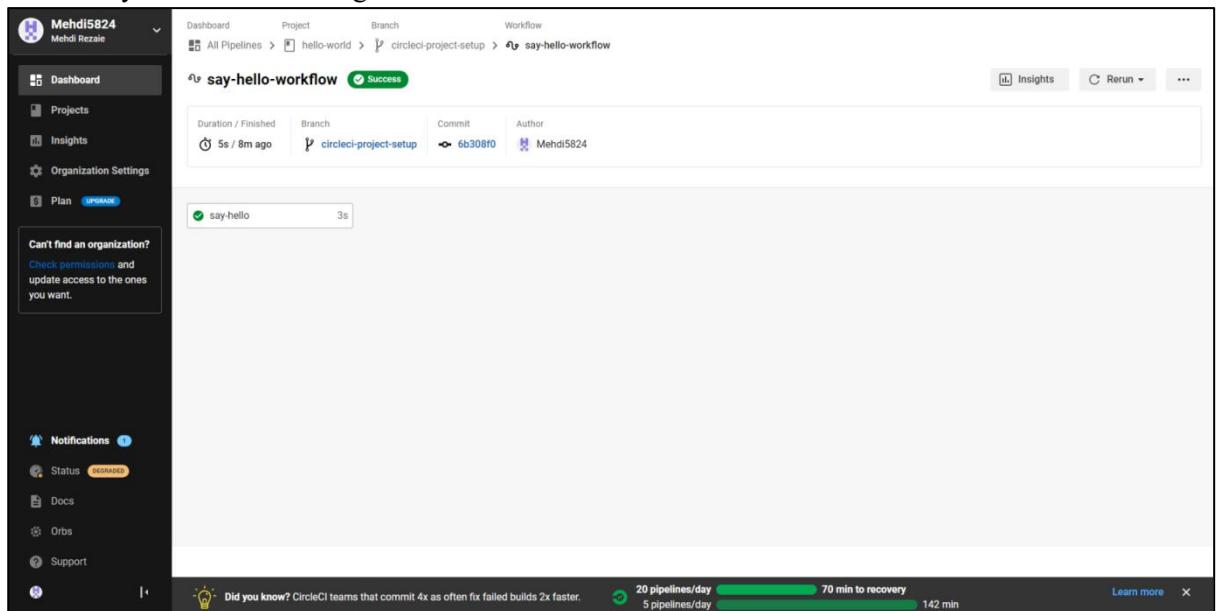 Mehdi5824
Mehdi Rezaie
Dashboard
Projects
Insights
Organization Settings
Plan UPGRADE
Can't find an organization?
Check permissions and
update access to the ones
you want.
Notifications 1
Status DEGRADED
Docs
Orbs
Support
Dashboard Project Branch Workflow
All Pipelines > hello-world > circleci-project-setup > say-hello-workflow
say-hello-workflow Success
Insights Rerun
Duration / Finished Branch Commit Author
5s / 8m ago circleci-project-setup 6b308f0 Mehdi5824
say-hello 3s
Did you know? CircleCI teams that commit 4x as often fix failed builds 2x faster.
20 pipelines/day 70 min to recovery
5 pipelines/day 142 min
Learn more ×